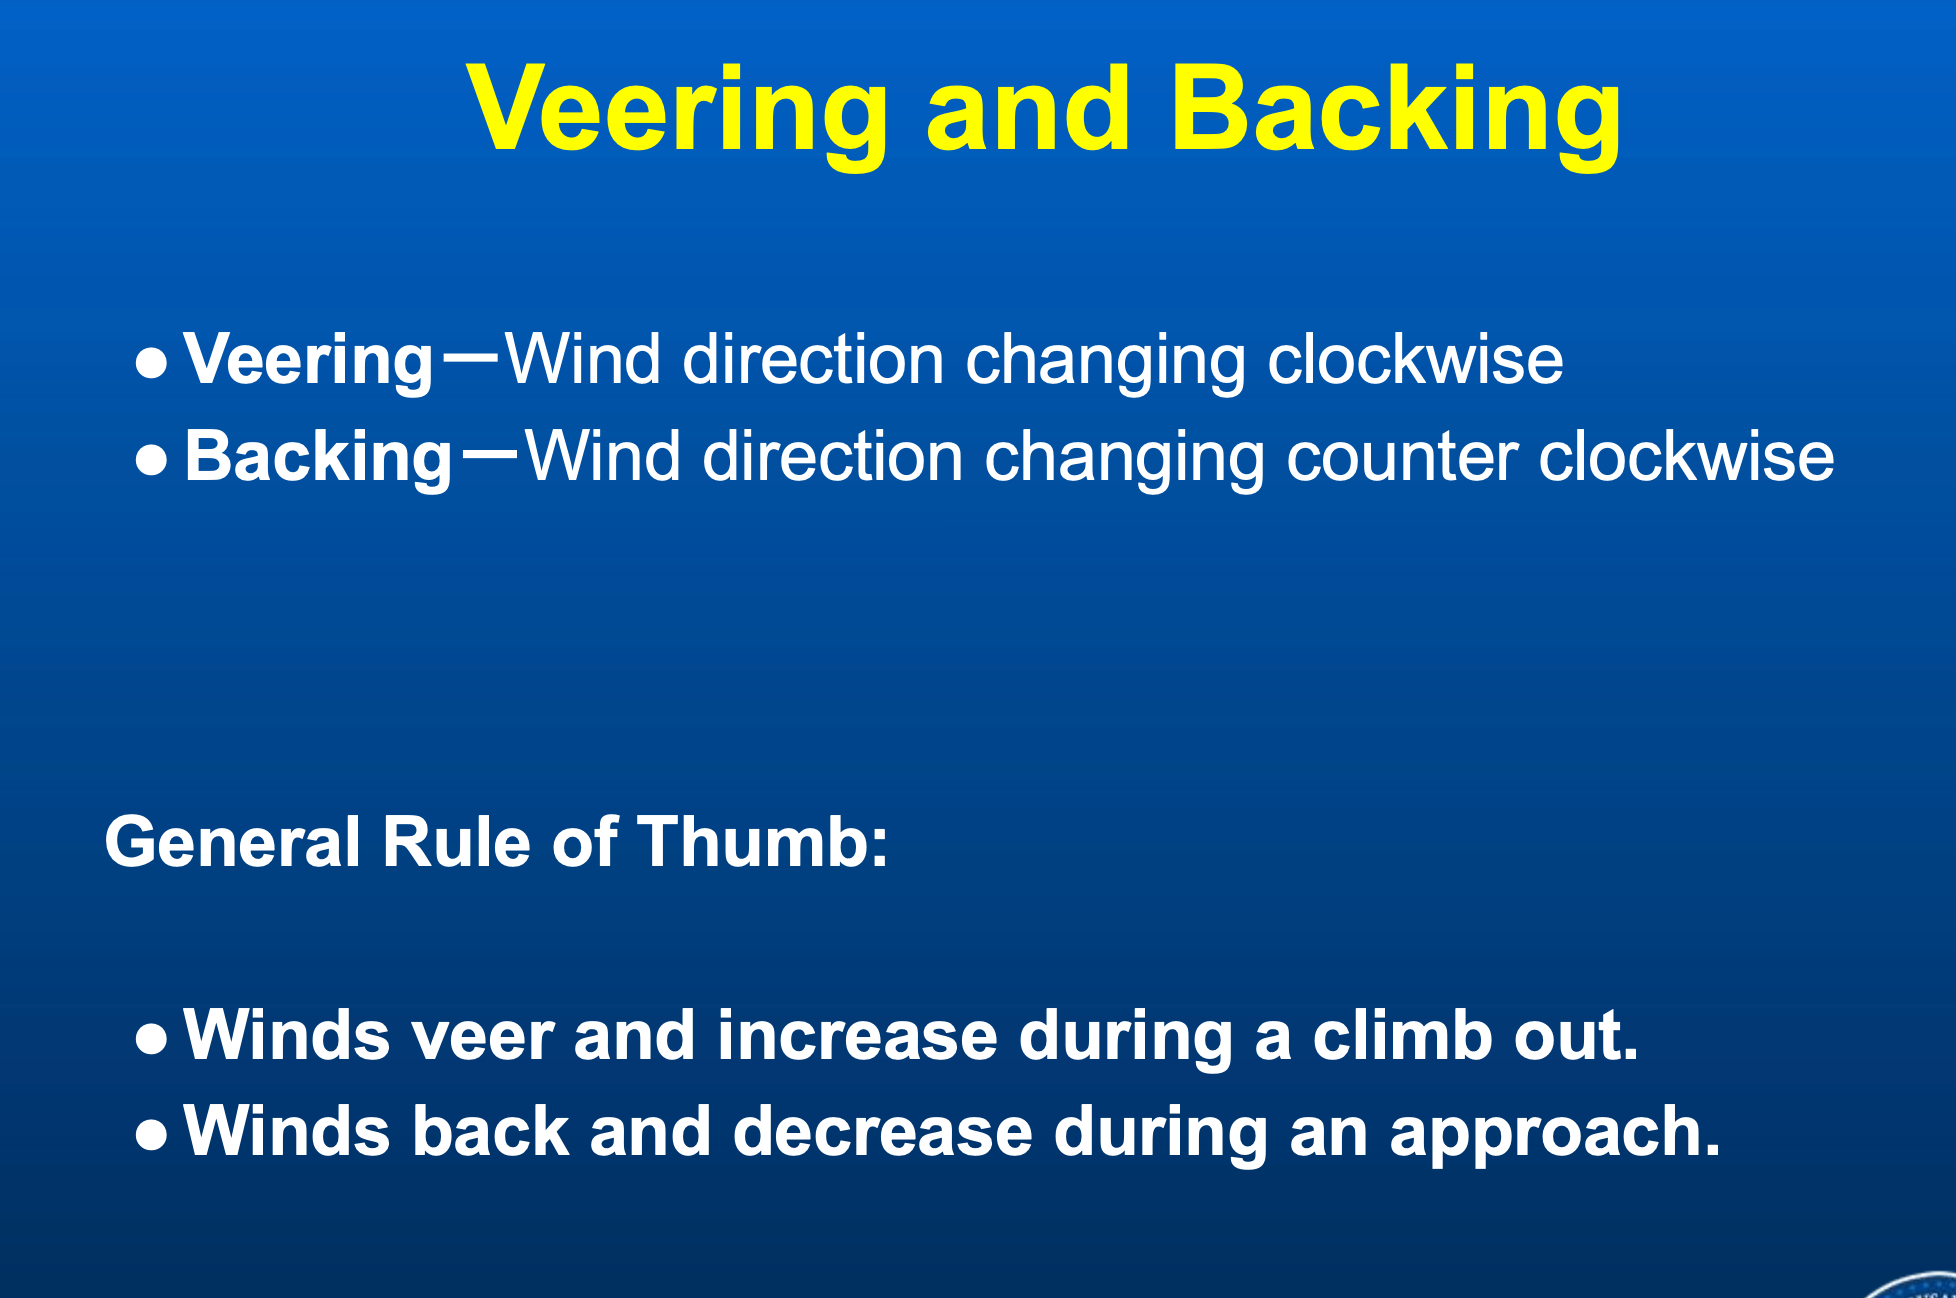 Veering and Backing
● Veering—Wind direction changing clockwise
● Backing—Wind direction changing counter clockwise
General Rule of Thumb:
● Winds veer and increase during a climb out.
● Winds back and decrease during an approach.